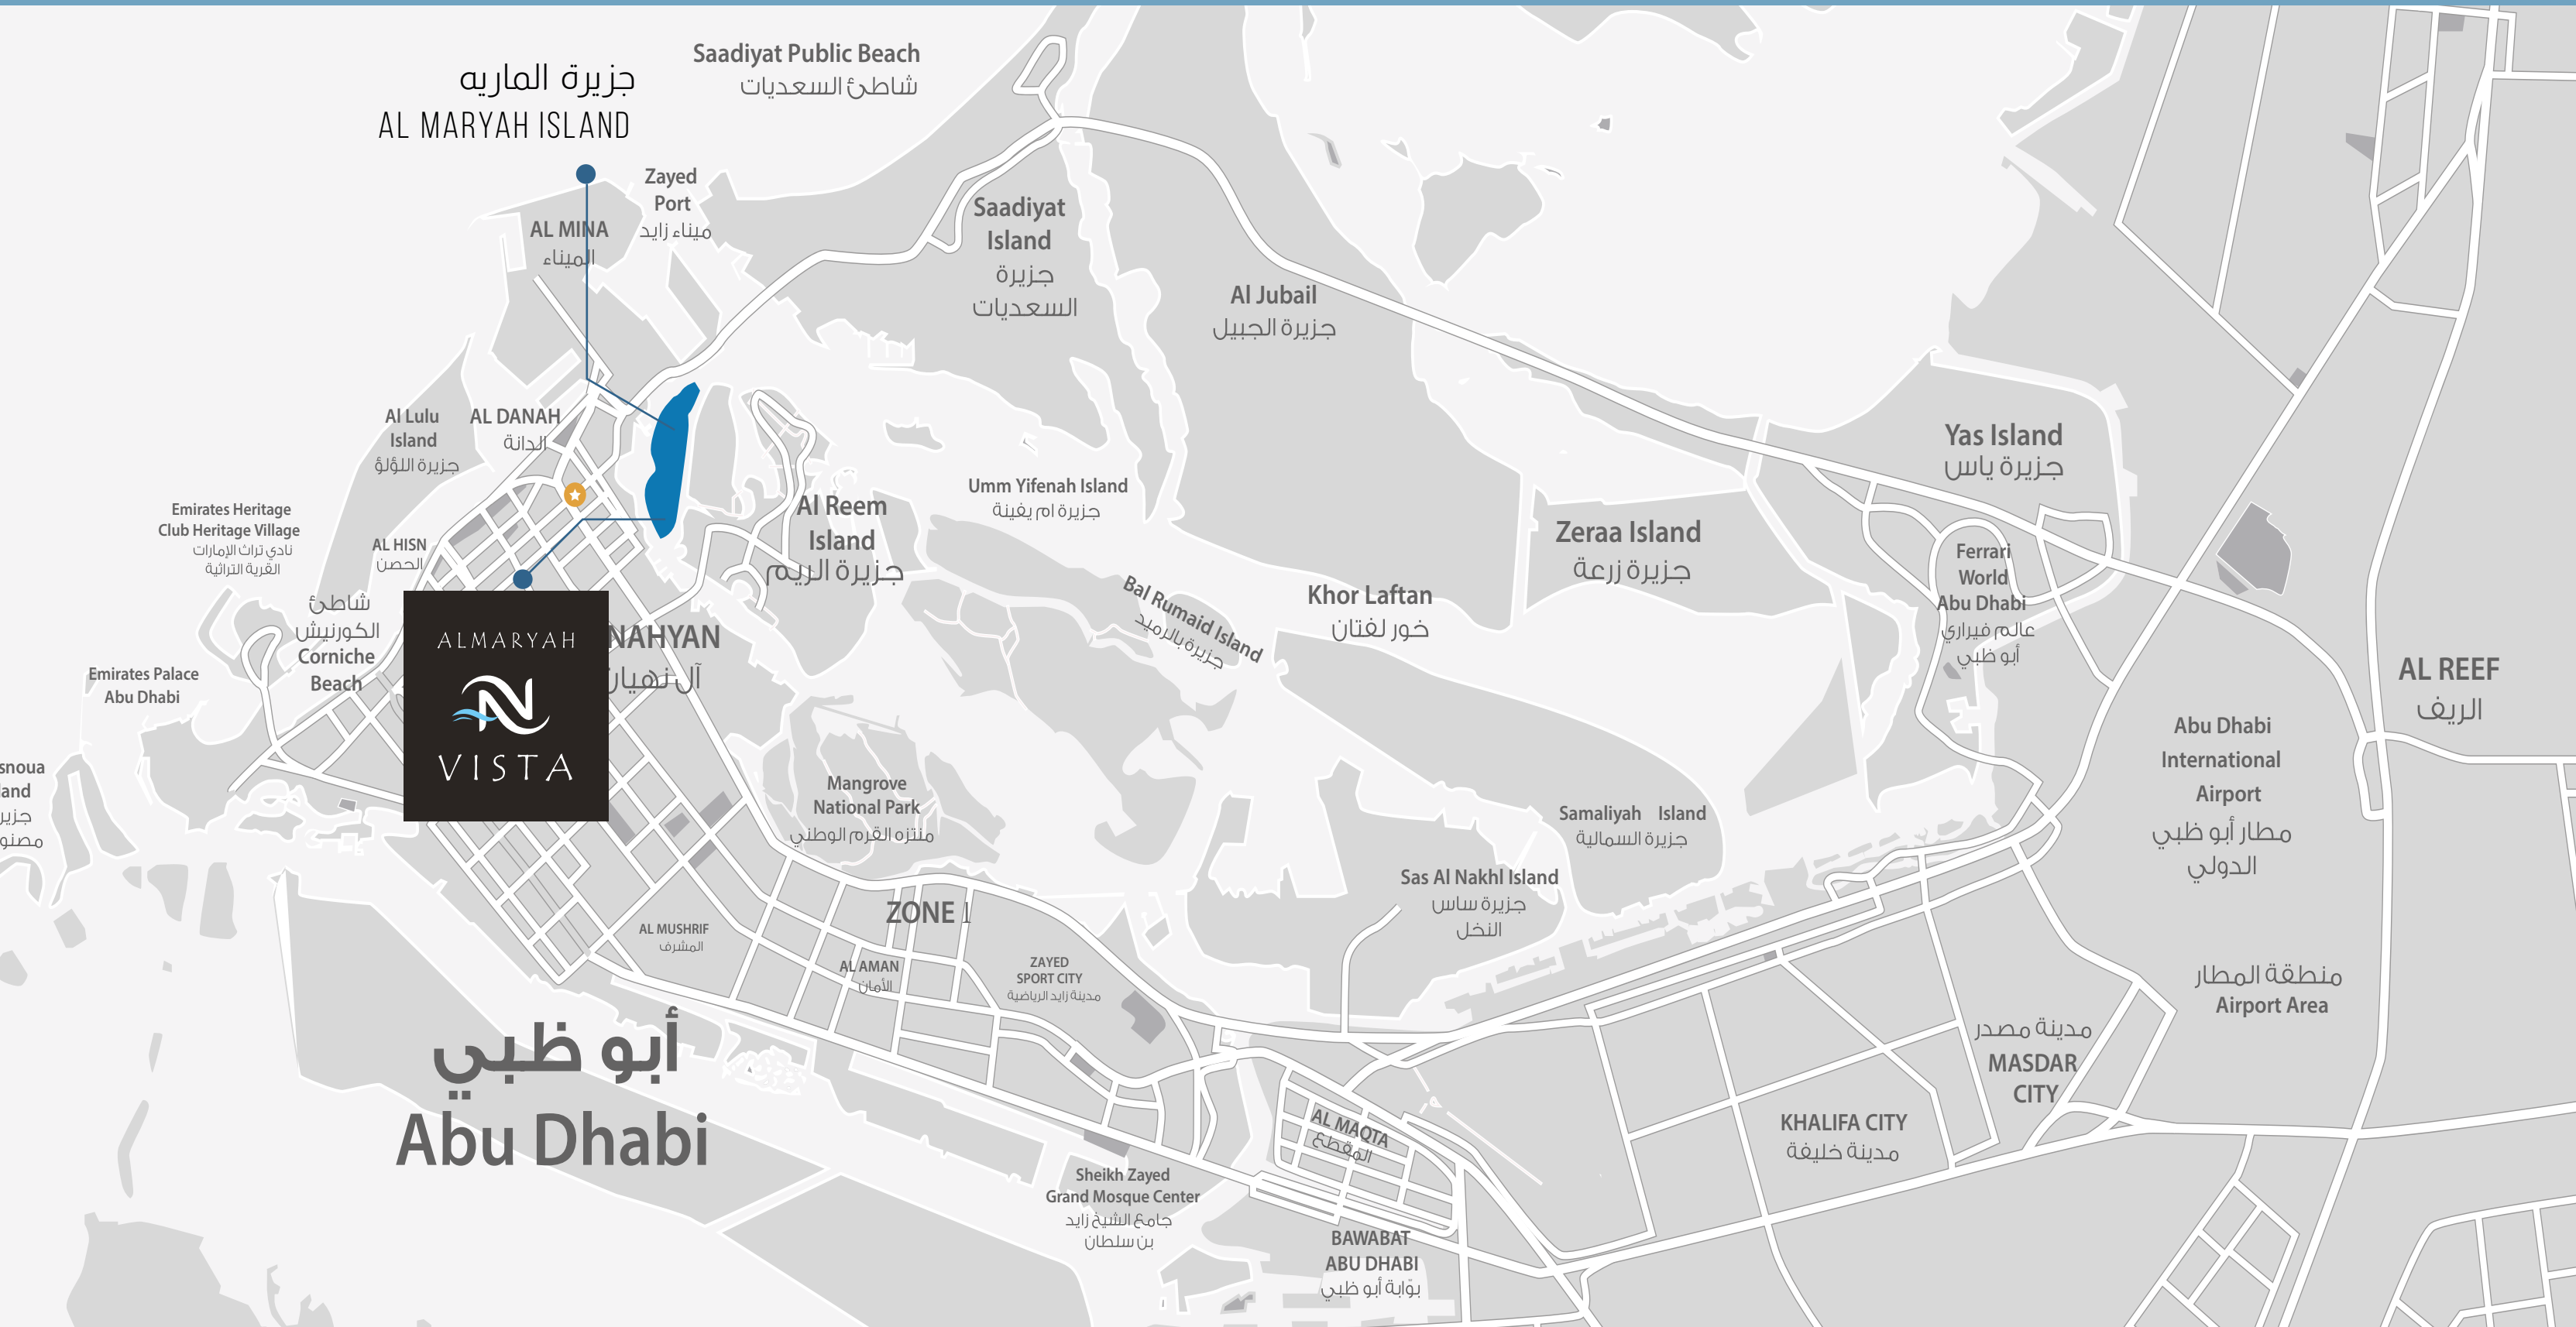 Saadiyat Public Beach
شاطئ السعديات
جزيرة الماريه
AL MARYAH ISLAND
Zayed
Port
ميناء زايد
AL MINA
الميناء
Saadiyat
Island
جزيرة
السعديات
Al Jubail
جزيرة الجبيل
Al Lulu
Island
جزيرة اللؤلؤ
AL DANAH
الدانة
Yas Island
جزيرة ياس
Emirates Heritage
Club Heritage Village
نادي تراث الإمارات
القرية التراثية
AL HISN
الحصن
Al Reem
Island
جزيرة الريم
Umm Yifenah Island
جزيرة ام يفينة
Zeraa Island
جزيرة زرعة
Ferrari
World
Abu Dhabi
عالم فيراري
أبو ظبي
Bal Rumaid Island
جزيرة بالرميد
Khor Laftan
خور لفتان
شاطئ
الكورنيش
Corniche
Beach
ALMARYAH
VISTA
NAHYAN
آل نهيان
Emirates Palace
Abu Dhabi
AL REEF
الريف
Abu Dhabi
International
Airport
مطار أبو ظبي
الدولي
snoua
land
جزير
مصنو
Mangrove
National Park
منتزه القرم الوطني
Samaliyah Island
جزيرة السمالية
Sas Al Nakhl Island
جزيرة ساس
النخل
ZONE 1
AL MUSHRIF
المشرف
AL AMAN
الأمان
ZAYED
SPORT CITY
مدينة زايد الرياضية
منطقة المطار
Airport Area
أبو ظبي
Abu Dhabi
مدينة مصدر
MASDAR
CITY
KHALIFA CITY
مدينة خليفة
AL MAQTA
المقطع
Sheikh Zayed
Grand Mosque Center
جامع الشيخ زايد
بن سلطان
BAWABAT
ABU DHABI
بوّابة أبو ظبي